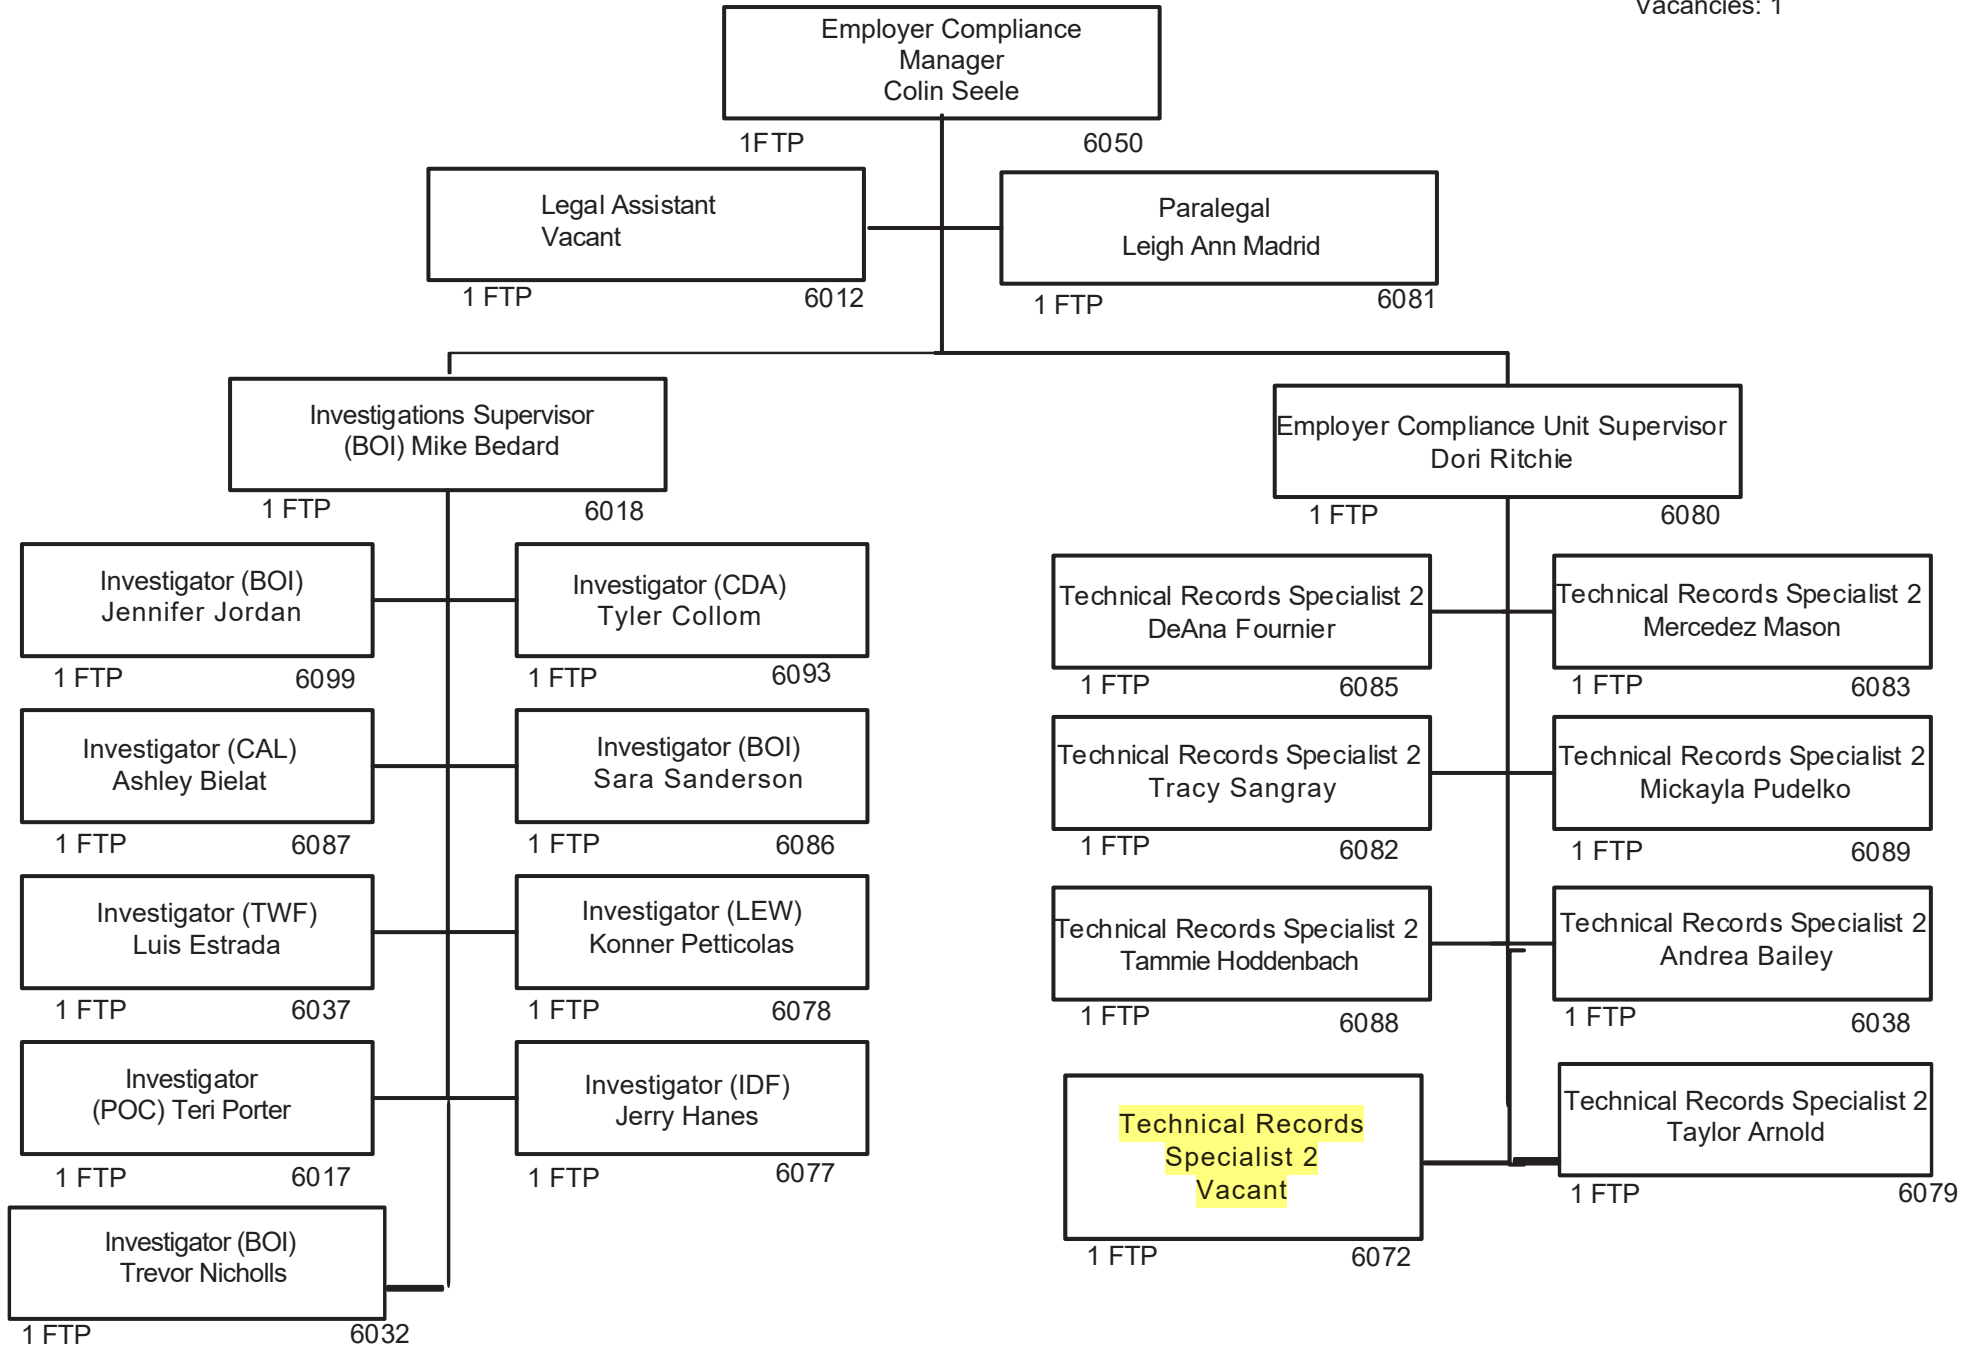 Vacancies: 1
Employer Compliance
Manager
Colin Seele
1FTP
6050
Legal Assistant
Vacant
1 FTP
6012
Paralegal
Leigh Ann Madrid
1 FTP
6081
Investigations Supervisor
(BOI) Mike Bedard
1 FTP
6018
Employer Compliance Unit Supervisor
Dori Ritchie
1 FTP
6080
Investigator (BOI)
Jennifer Jordan
1 FTP
6099
Investigator (CDA)
Tyler Collom
1 FTP
6093
Technical Records Specialist 2
DeAna Fournier
1 FTP
6085
Technical Records Specialist 2
Mercedez Mason
1 FTP
6083
Investigator (CAL)
Ashley Bielat
1 FTP
6087
Investigator (BOI)
Sara Sanderson
1 FTP
6086
Technical Records Specialist 2
Tracy Sangray
1 FTP
6082
Technical Records Specialist 2
Mickayla Pudelko
1 FTP
6089
Investigator (TWF)
Luis Estrada
1 FTP
6037
Investigator (LEW)
Konner Petticolas
1 FTP
6078
Technical Records Specialist 2
Tammie Hoddenbach
1 FTP
6088
Technical Records Specialist 2
Andrea Bailey
1 FTP
6038
Investigator
(POC) Teri Porter
1 FTP
6017
Investigator (IDF)
Jerry Hanes
1 FTP
6077
Technical Records
Specialist 2
Vacant
1 FTP
6072
Technical Records Specialist 2
Taylor Arnold
1 FTP
6079
Investigator (BOI)
Trevor Nicholls
1 FTP
6032